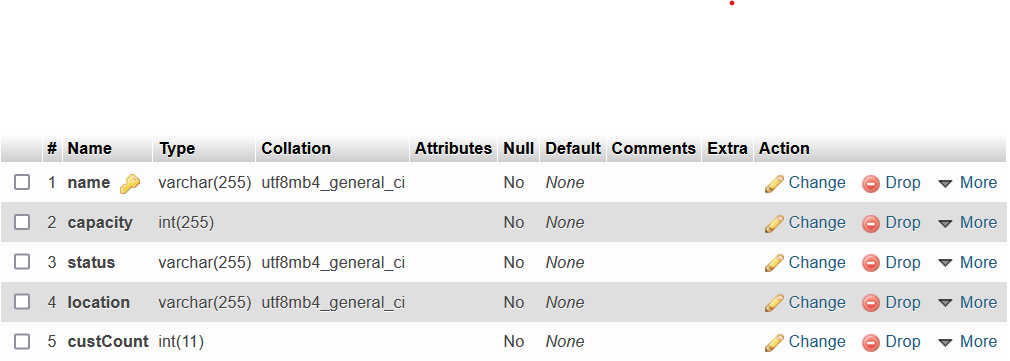 # Name Type Collation Attributes Null Default Comments Extra Action
1 name varchar(255) utf8mb4_general_ci No None Change Drop More
2 capacity int(255) No None Change Drop More
3 status varchar(255) utf8mb4_general_ci No None Change Drop More
4 location varchar(255) utf8mb4_general_ci No None Change Drop More
5 custCount int(11) No None Change Drop More